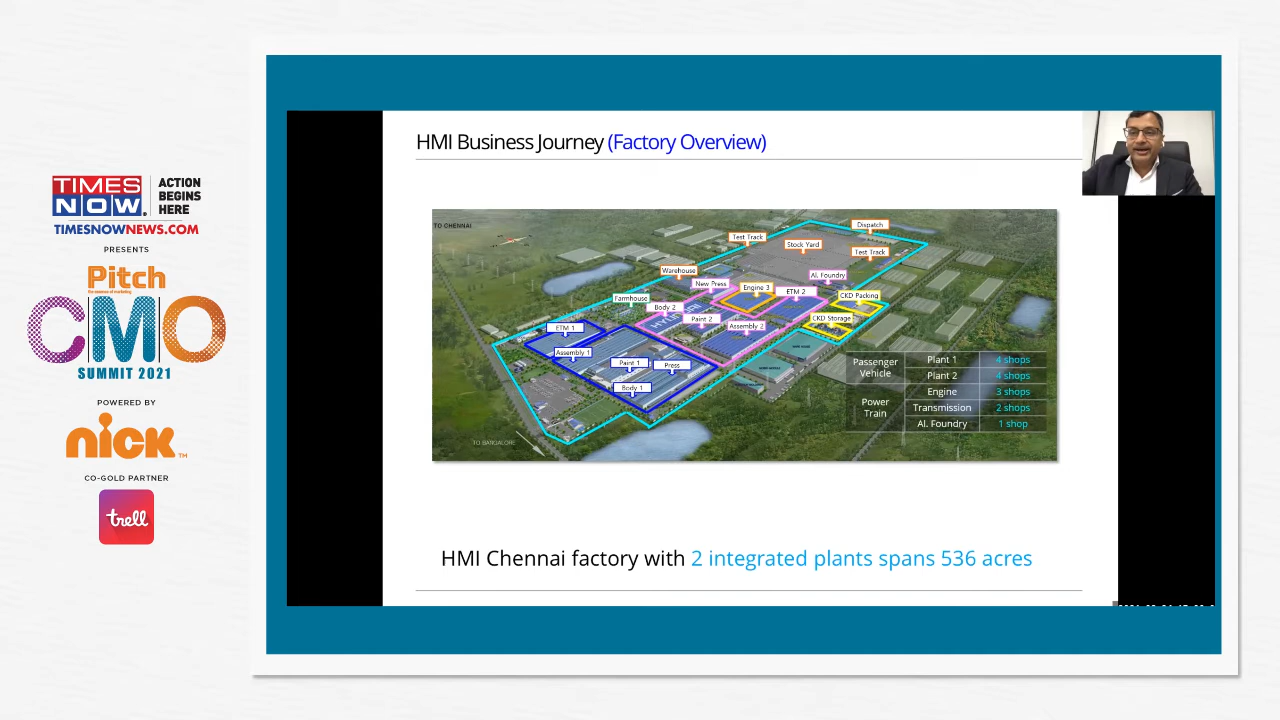 TIMES
NOW.
ACTION
BEGINS
HERE
TIMESNOWNEWS.COM
PRESENTS
Pitch
CMO
SUMMIT 2021
POWERED BY
nick TM
CO-GOLD PARTNER
trell
HMI Business Journey (Factory Overview)
TO CHENNAI
Dispatch
Test Track
Stock Yard
Test Track
Warehouse
Al. Foundry
New Press
Engine 3
ETM 2
CKD Packing
Farmhouse
Body 2
Paint 2
CKD Storage
ETM 1
Assembly 2
Assembly 1
Paint 1
Press
Body 1
TO BANGALORE
Passenger Vehicle
Plant 1 4 shops
Plant 2 4 shops
Power Train
Engine 3 shops
Transmission 2 shops
Al. Foundry 1 shop
HMI Chennai factory with 2 integrated plants spans 536 acres